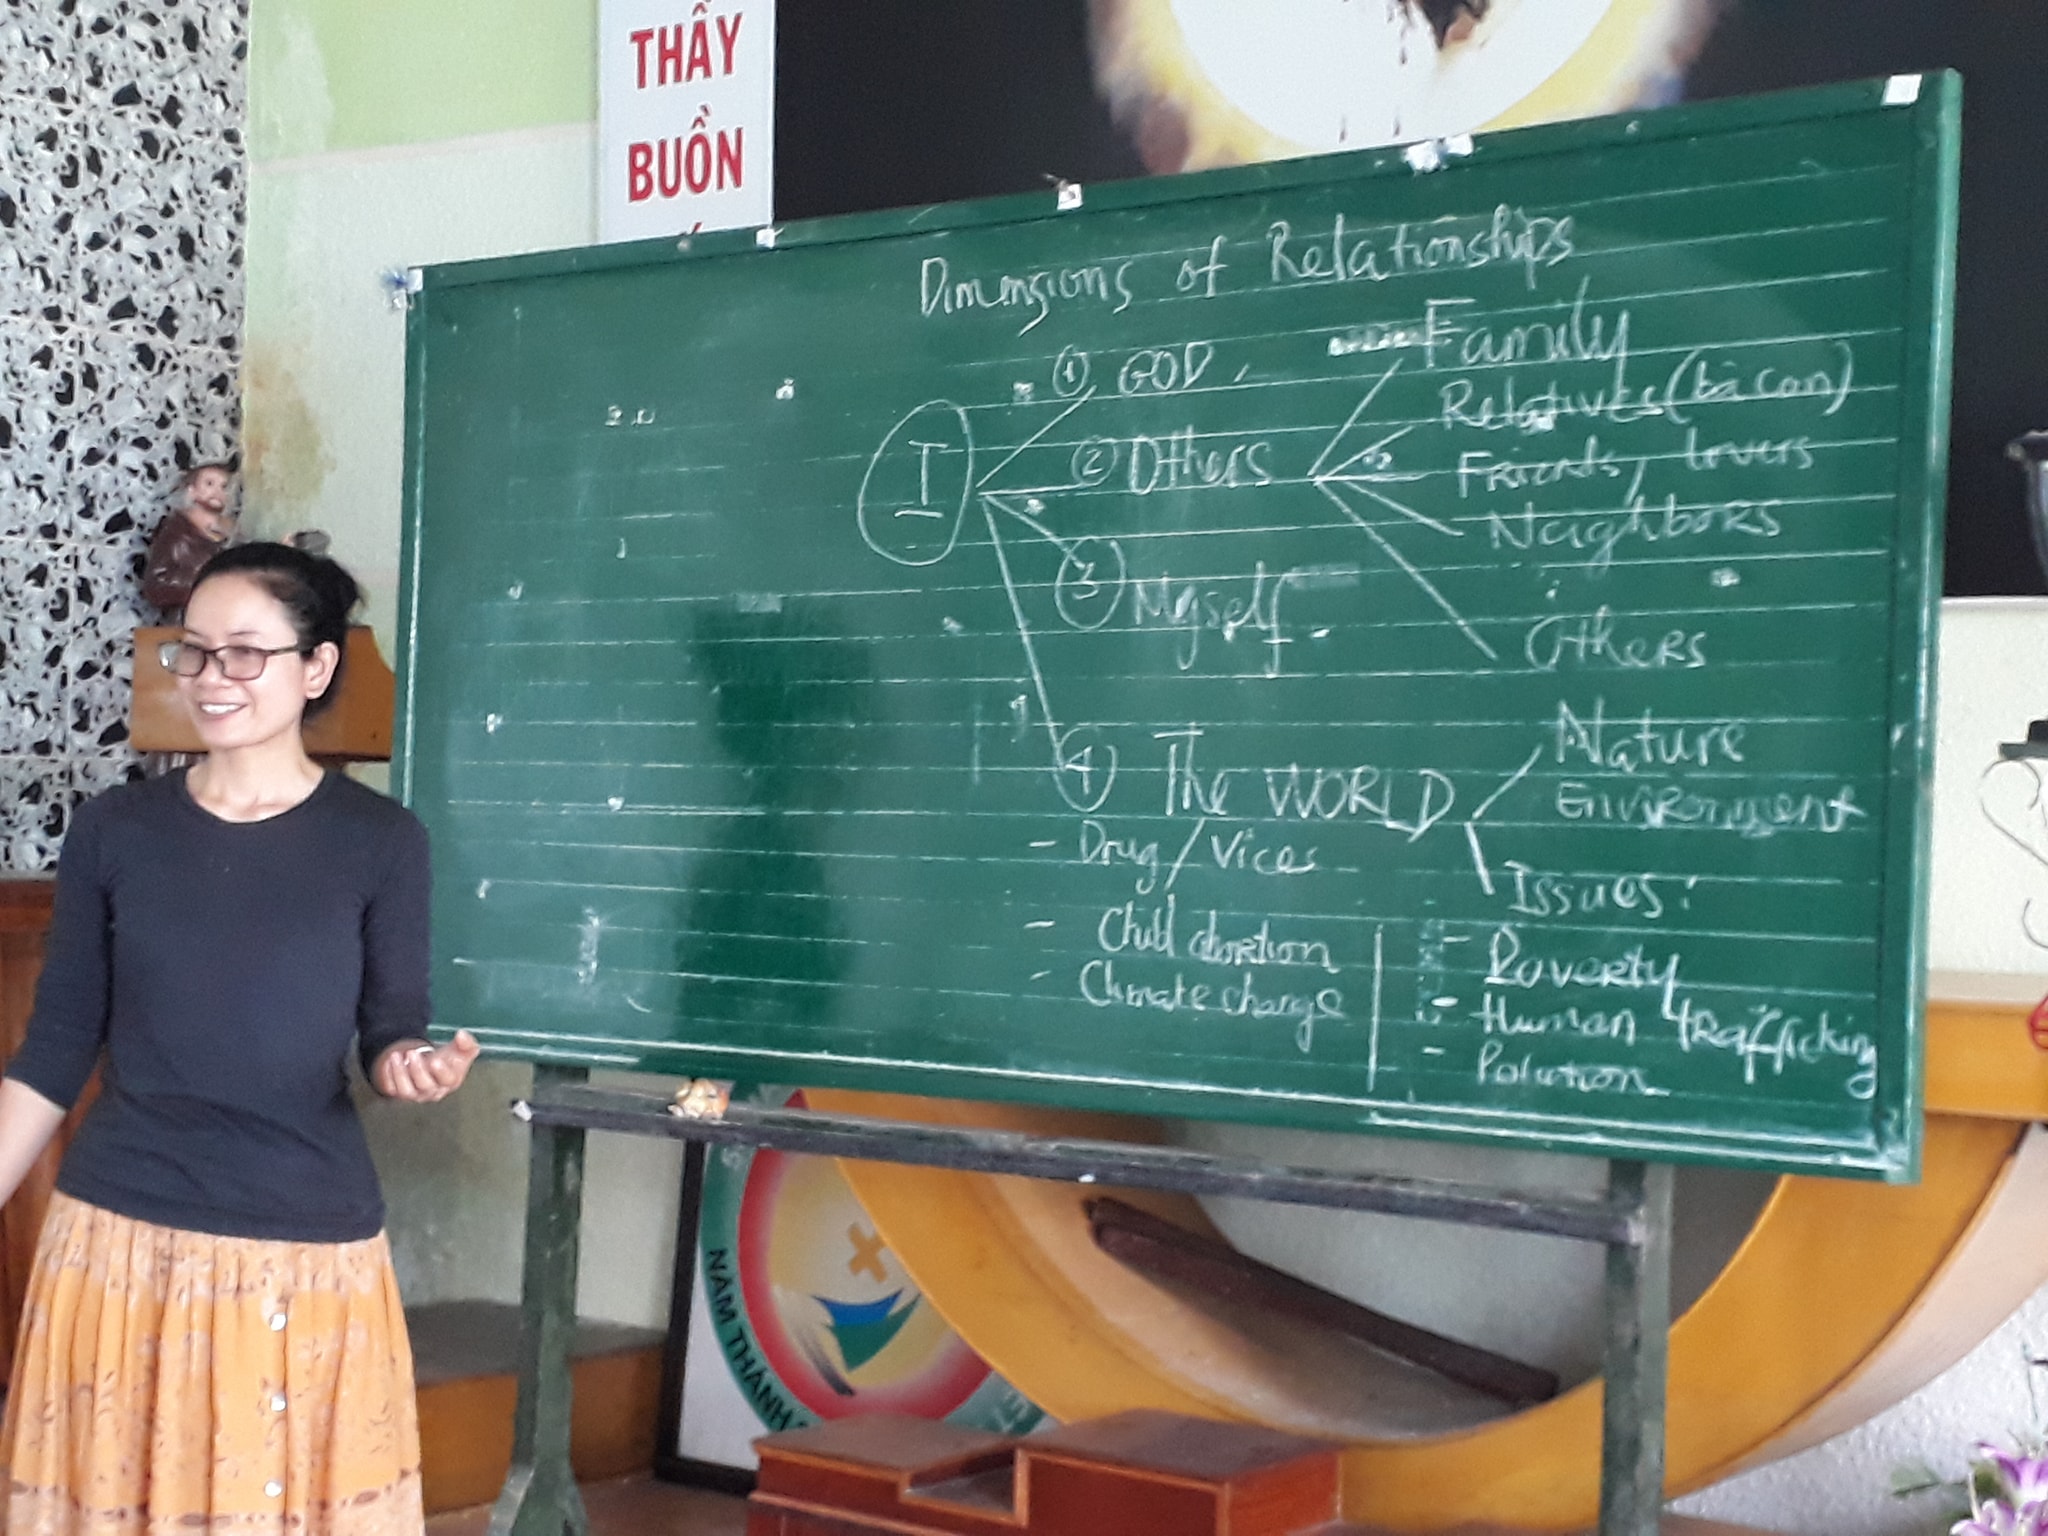 THẦY
BUỒN
Dimensions of Relationships
I
① GOD
② Others
③ Myself
④ The WORLD
Family
Relatives (bà con)
Friends, lovers
Neighbors
Others
Nature
Environment
Issues:
- Poverty
- Human trafficking
- Polution
- Drug / Vices
- Child abortion
- Climate change
NĂM THÁNH